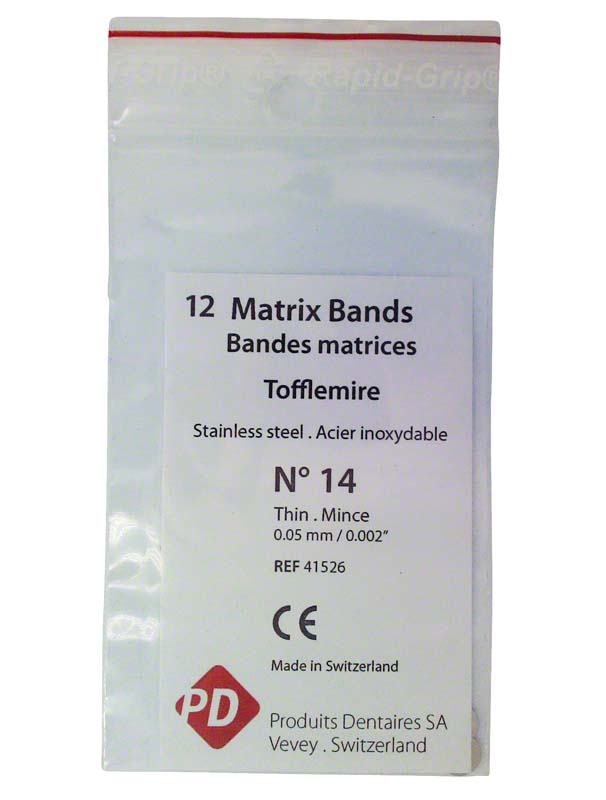 -Grip® Rapid-Grip®
12 Matrix Bands
Bandes matrices
Tofflemire
Stainless steel . Acier inoxydable
N° 14
Thin . Mince
0.05 mm / 0.002”
REF 41526
CE
Made in Switzerland
PD
Produits Dentaires SA
Vevey . Switzerland